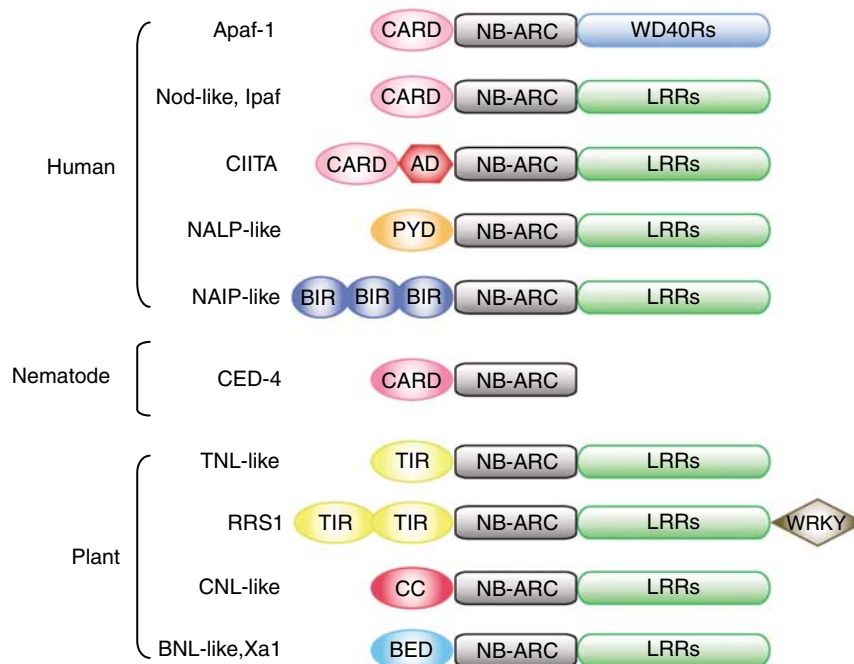 Apaf-1 CARD NB-ARC WD40Rs
Nod-like, Ipaf CARD NB-ARC LRRs
Human
CIITA CARD AD NB-ARC LRRs
NALP-like PYD NB-ARC LRRs
NAIP-like BIR BIR BIR NB-ARC LRRs
Nematode CED-4 CARD NB-ARC
TNL-like TIR NB-ARC LRRs
RRS1 TIR TIR NB-ARC LRRs WRKY
Plant
CNL-like CC NB-ARC LRRs
BNL-like,Xa1 BED NB-ARC LRRs